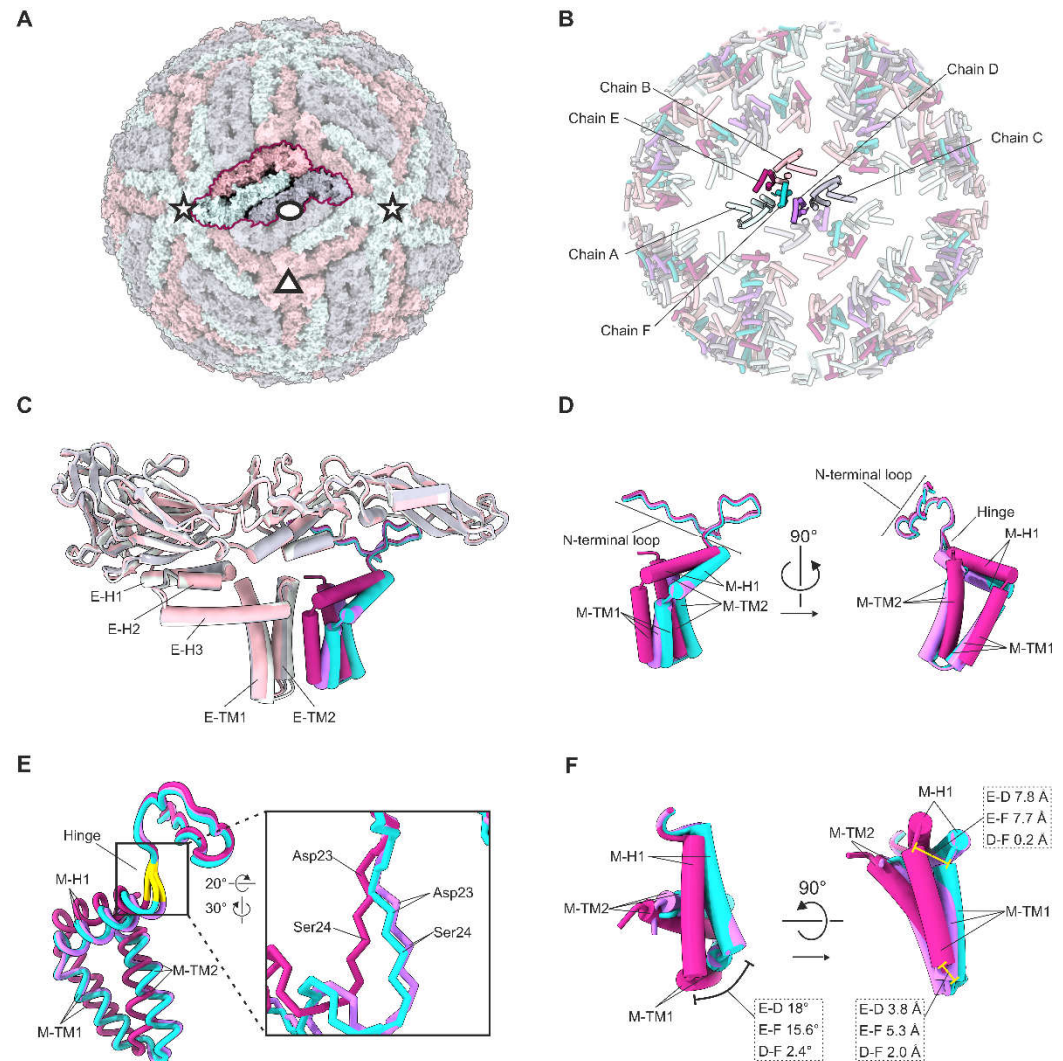 A
B
Chain B
Chain D
Chain E
Chain C
Chain A
Chain F
C
D
E-H1
E-H2
E-H3
E-TM1
E-TM2
N-terminal loop
M-H1
M-TM1
M-TM2
90°
N-terminal loop
Hinge
M-H1
M-TM2
M-TM1
E
F
Hinge
M-H1
M-TM2
M-TM1
20°
30°
Asp23
Asp23
Ser24
Ser24
M-H1
M-TM2
M-TM1
E-D 18°
E-F 15.6°
D-F 2.4°
90°
M-H1
M-TM2
E-D 7.8 Å
E-F 7.7 Å
D-F 0.2 Å
M-TM1
E-D 3.8 Å
E-F 5.3 Å
D-F 2.0 Å